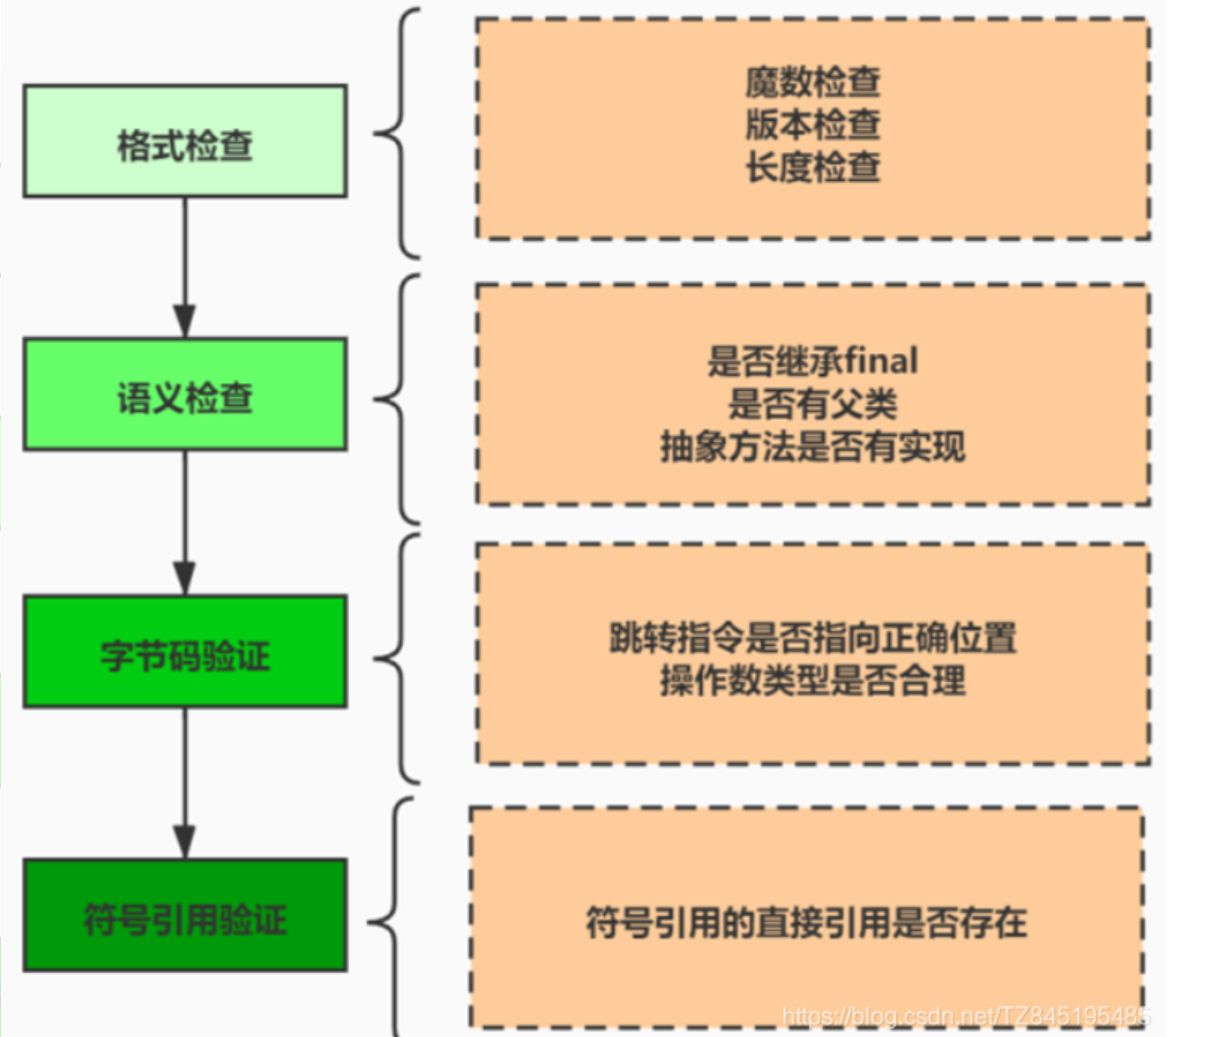 格式检查
魔数检查
版本检查
长度检查
语义检查
是否继承final
是否有父类
抽象方法是否有实现
字节码验证
跳转指令是否指向正确位置
操作数类型是否合理
符号引用验证
符号引用的直接引用是否存在
https://blog.csdn.net/TZ845195485